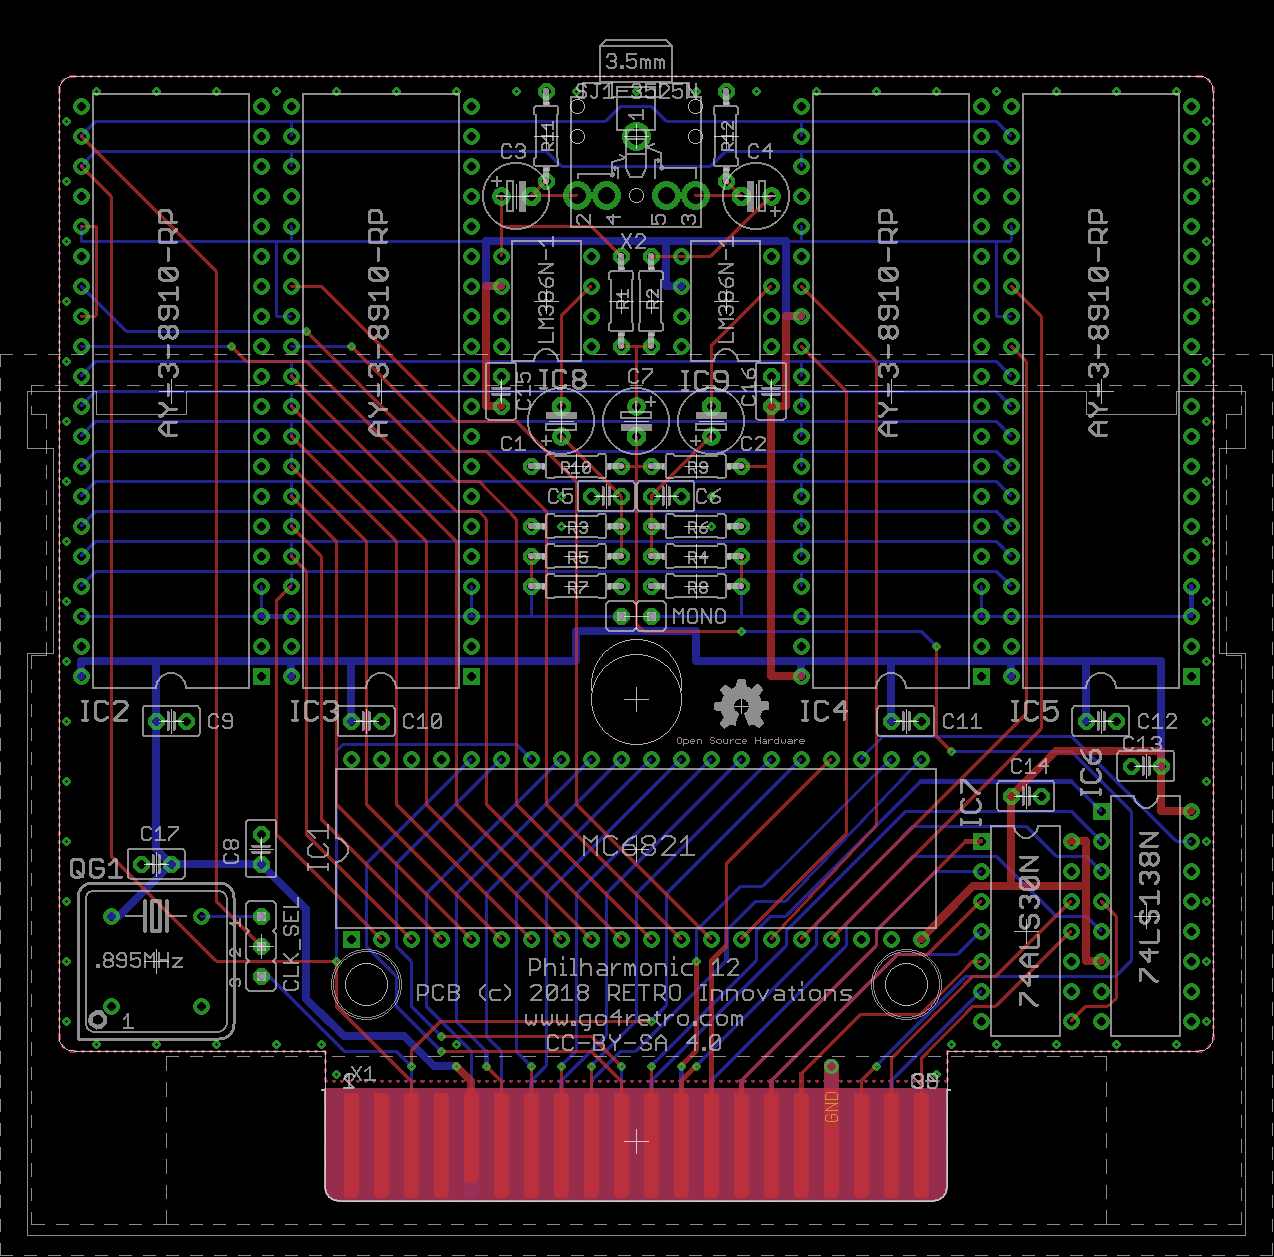 3.5mm
SJ1-3525N
1
R11
R12
C3
C4
2
4
5
3
X2
AY-3-8910-RP
AY-3-8910-RP
AY-3-8910-RP
AY-3-8910-RP
LM386N-1
R1
R2
LM386N-1
C15
IC8
C7
IC9
C16
C1
C2
R10
R9
C5
C6
R3
R6
R5
R4
R7
R8
MONO
IC2
C9
IC3
C10
Open Source Hardware
IC4
C11
IC5
C12
C13
IC6
C14
IC7
C17
C8
IC1
MC6821
QG1
.895MHz
1
1
2
3
CLK_SEL
74ALS30N
74LS138N
Philharmonic 12
PCB (c) 2018 RETRO Innovations
www.go4retro.com
CC-BY-SA 4.0
X1
GND